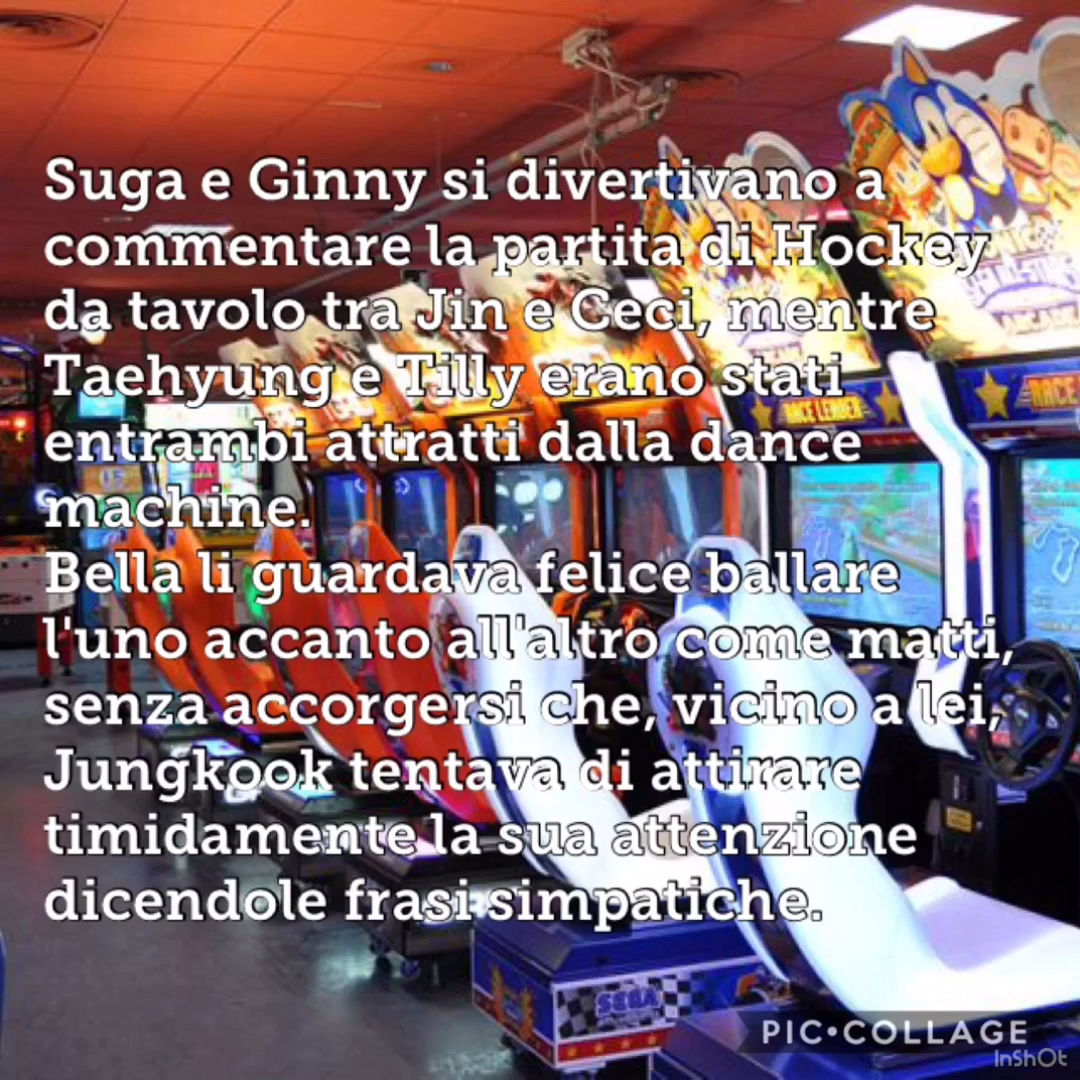 Suga e Ginny si divertivano a
commentare la partita di Hockey
da tavolo tra Jin e Ceci, mentre
Taehyung e Tilly erano stati
entrambi attratti dalla dance
machine.
Bella li guardava felice ballare
l'uno accanto all'altro come matti,
senza accorgersi che, vicino a lei,
Jungkook tentava di attirare
timidamente la sua attenzione
dicendole frasi simpatiche.
RACE LEADER
RACE
SEGA
PIC•COLLAGE
InShOt